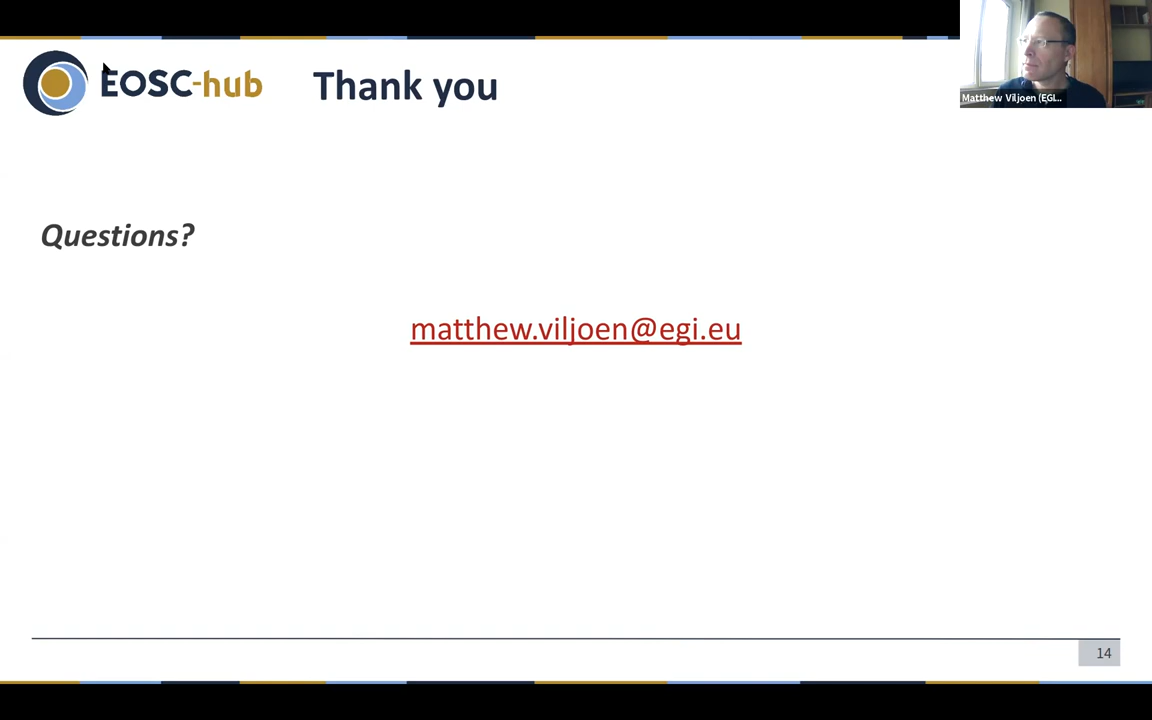 EOSC-hub
Thank you
Matthew Viljoen (EGI...
Questions?
matthew.viljoen@egi.eu
14